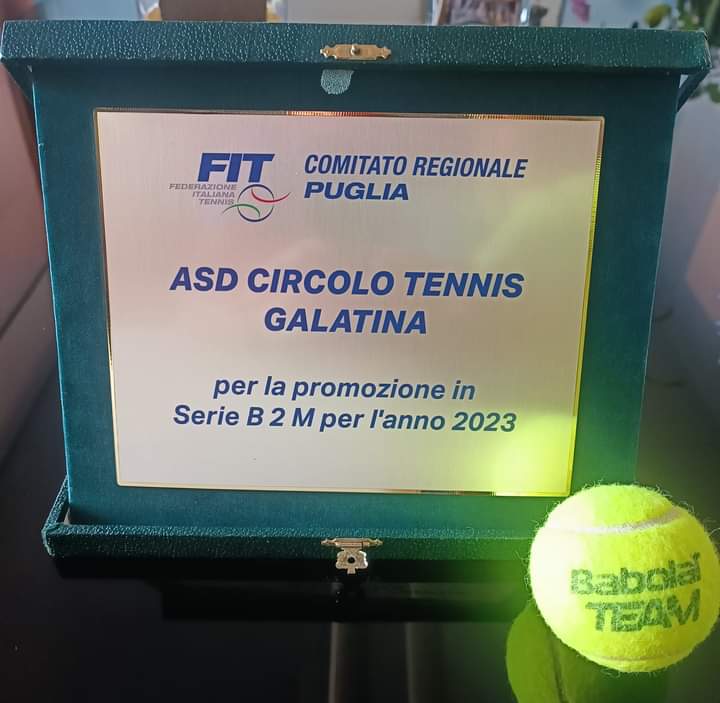 FIT
FEDERAZIONE
ITALIANA
TENNIS
COMITATO REGIONALE
PUGLIA
ASD CIRCOLO TENNIS
GALATINA
per la promozione in
Serie B 2 M per l'anno 2023
Babolat
TEAM